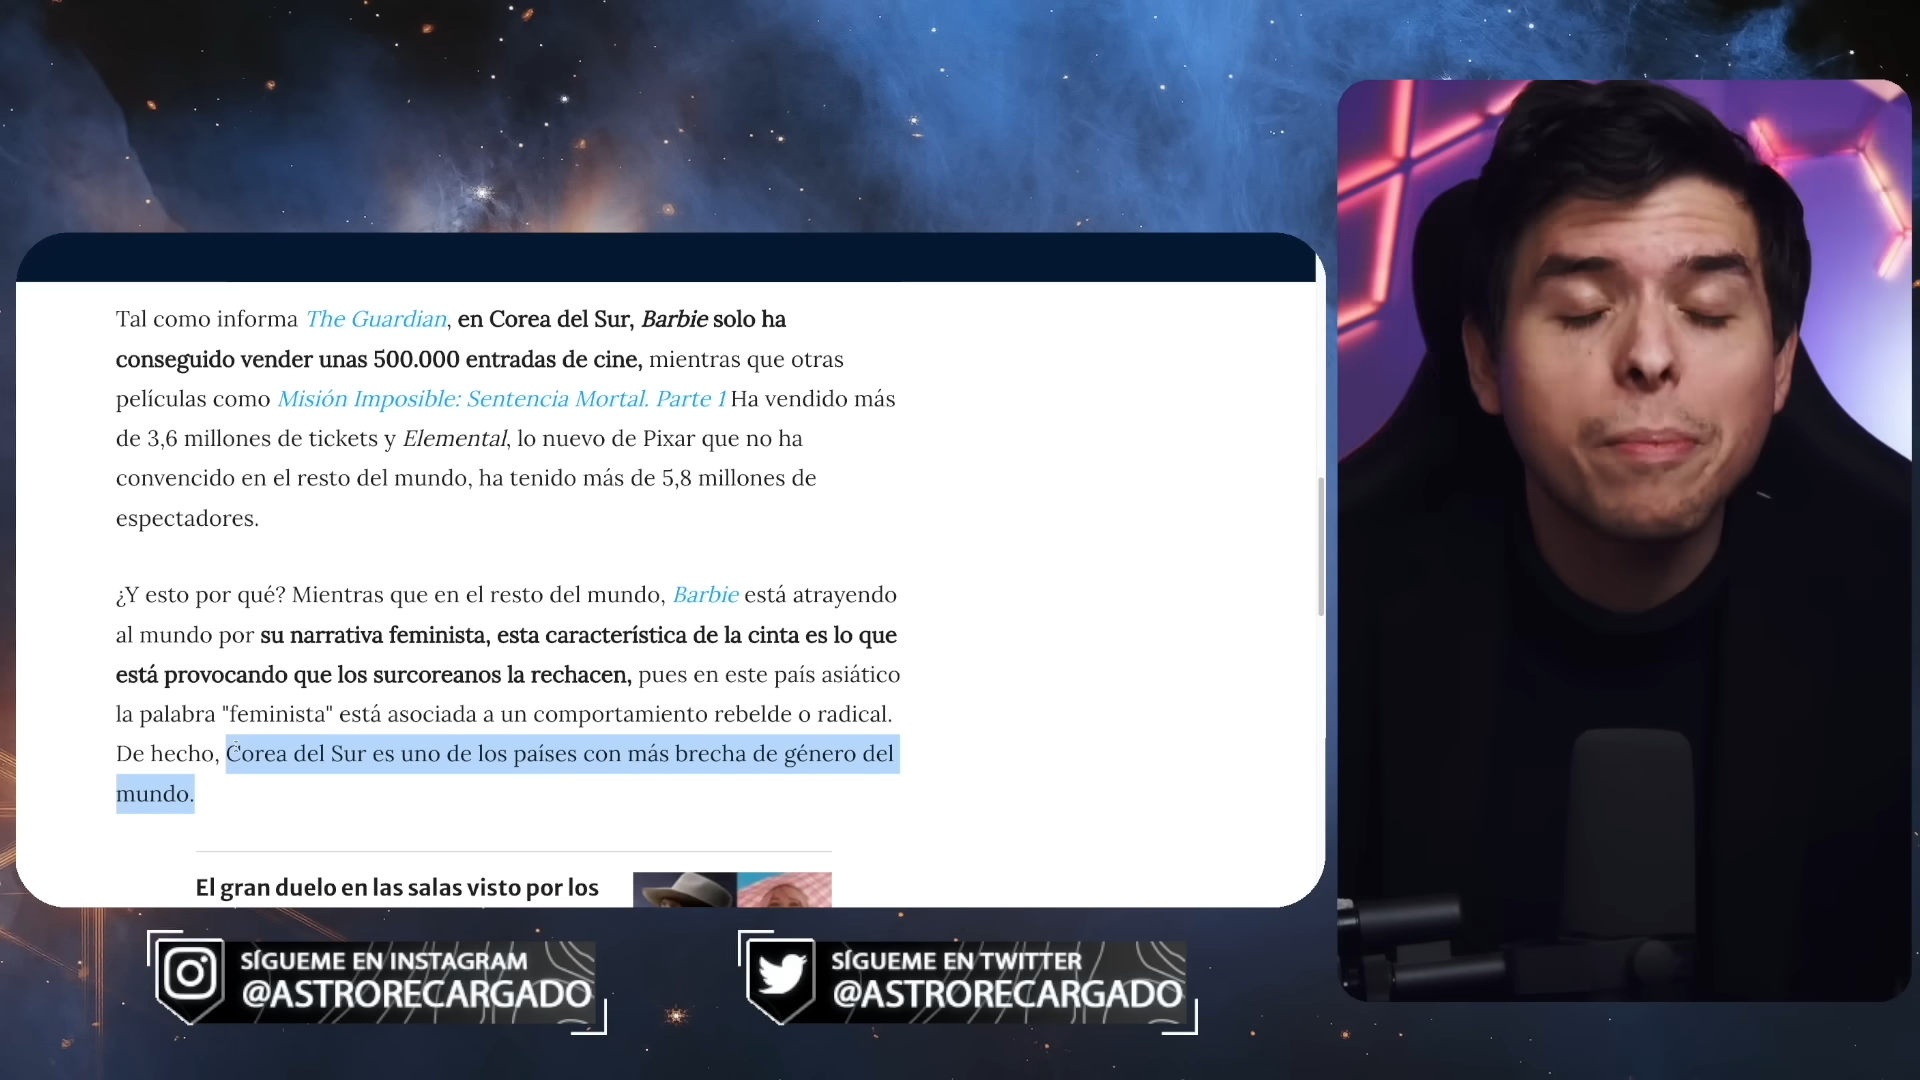 Tal como informa The Guardian, en Corea del Sur, Barbie solo ha
conseguido vender unas 500.000 entradas de cine, mientras que otras
películas como Misión Imposible: Sentencia Mortal. Parte 1 Ha vendido más
de 3,6 millones de tickets y Elemental, lo nuevo de Pixar que no ha
convencido en el resto del mundo, ha tenido más de 5,8 millones de
espectadores.
¿Y esto por qué? Mientras que en el resto del mundo, Barbie está atrayendo
al mundo por su narrativa feminista, esta característica de la cinta es lo que
está provocando que los surcoreanos la rechacen, pues en este país asiático
la palabra "feminista" está asociada a un comportamiento rebelde o radical.
De hecho, Corea del Sur es uno de los países con más brecha de género del
mundo.
El gran duelo en las salas visto por los
SÍGUEME EN INSTAGRAM
@ASTRORECARGADO
SÍGUEME EN TWITTER
@ASTRORECARGADO